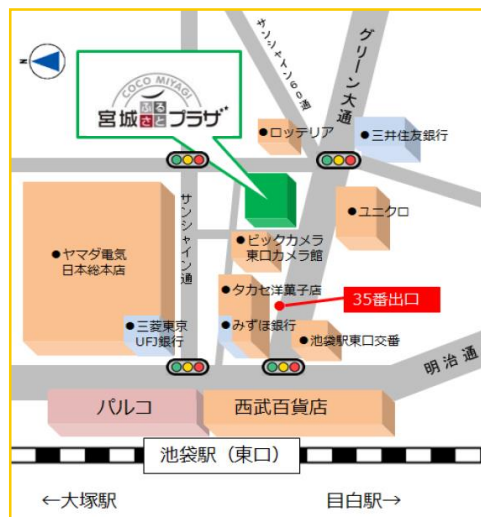 N
COCO MIYAGI
宮城ふるさとプラザ
サンシャイン60通
グリーン大通
ロッテリア
三井住友銀行
サンシャイン通
ユニクロ
ヤマダ電気
日本総本店
ビックカメラ
東口カメラ館
タカセ洋菓子店
35番出口
三菱東京
UFJ銀行
みずほ銀行
池袋駅東口交番
明治通
パルコ
西武百貨店
池袋駅（東口）
←大塚駅
目白駅→